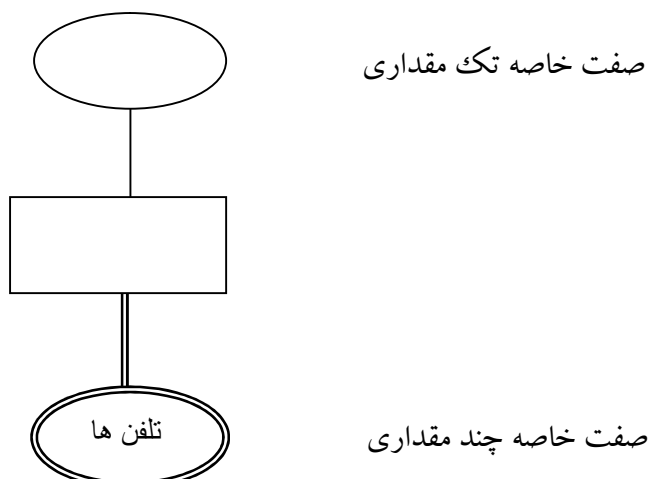 صفت خاصه تک مقداری
تلفن ها
صفت خاصه چند مقداری